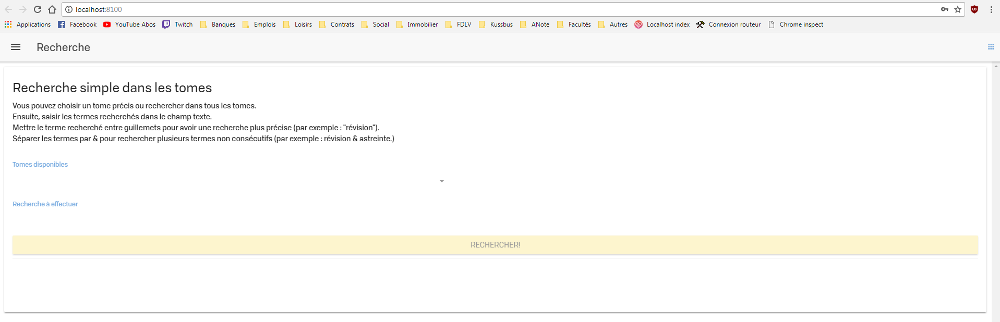 localhost:8100
Applications Facebook YouTube Abos Twitch Banques Emplois Loisirs Contrats Social Immobilier FDLV Kussbus ANote Facultés Autres Localhost index Connexion routeur Chrome inspect
Recherche
Recherche simple dans les tomes
Vous pouvez choisir un tome précis ou rechercher dans tous les tomes.
Ensuite, saisir les termes recherchés dans le champ texte.
Mettre le terme recherché entre guillemets pour avoir une recherche plus précise (par exemple : "révision").
Séparer les termes par & pour rechercher plusieurs termes non consécutifs (par exemple : révision & astreinte.)
Tomes disponibles
Recherche à effectuer
RECHERCHER!